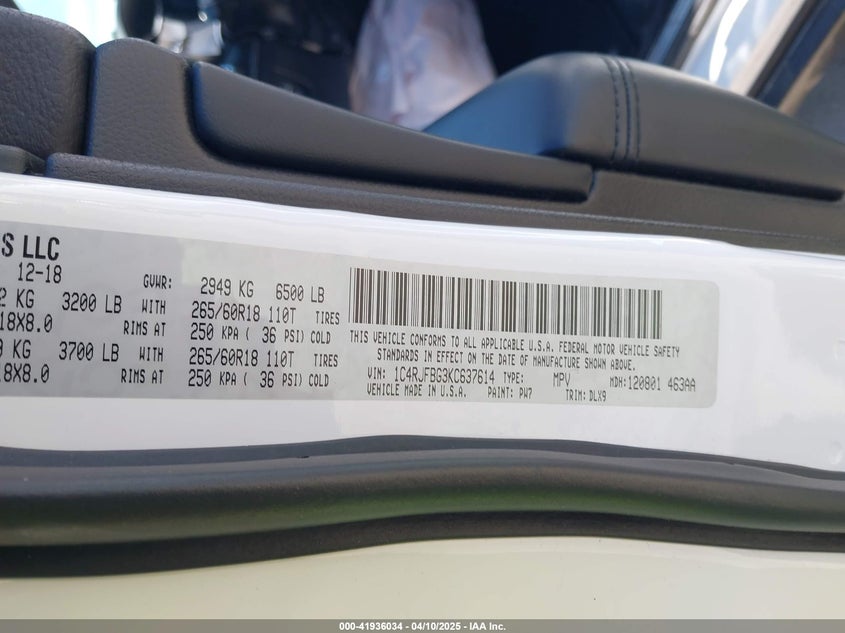 S LLC
12-18 GVWR: 2949 KG 6500 LB
KG 3200 LB WITH 265/60R18 110T TIRES
18X8.0 RIMS AT 250 KPA ( 36 PSI) COLD
KG 3700 LB WITH 265/60R18 110T TIRES
18X8.0 RIMS AT 250 KPA ( 36 PSI) COLD
THIS VEHICLE CONFORMS TO ALL APPLICABLE U.S.A. FEDERAL MOTOR VEHICLE SAFETY
STANDARDS IN EFFECT ON THE DATE OF MANUFACTURE SHOWN ABOVE.
VIN: 1C4RJFBG3KC637614 TYPE: MPV MDH:120801 463AA
VEHICLE MADE IN U.S.A. PAINT: PW7 TRIM: DLX9
000-41936034 - 04/10/2025 - IAA Inc.